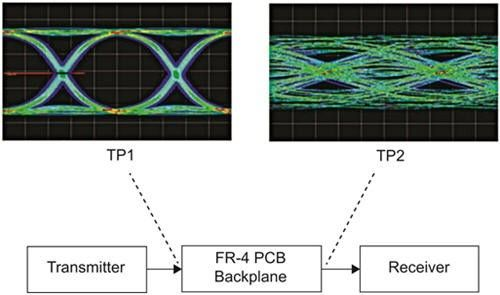 TP1
TP2
Transmitter
FR-4 PCB
Backplane
Receiver